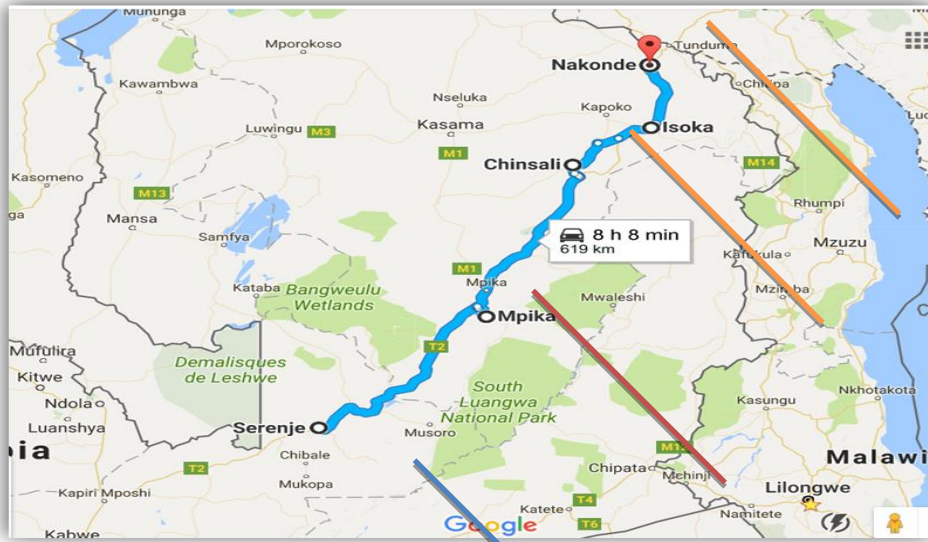 Mununga
Mporokoso
Tunduma
Nakonde
Kawambwa
Nseluka
Kapoko
Isoka
Luwingu
M3
Kasama
M1
Chinsali
M14
Kasomeno
M13
Mansa
Rhumpi
Samfya
8 h 8 min
619 km
Mzuzu
M1
Mpika
Kataba
Bangweulu
Wetlands
Mwaleshi
Mpika
Mufulira
Demalisques
de Leshwe
T2
Kitwe
South
Luangwa
National Park
Nkhotakota
Ndola
Kasungu
Luanshya
Serenje
Musoro
ia
Chibale
T2
Chipata
Malawi
Mchinji
Mukopa
Lilongwe
Kapiri Mposhi
T4
Katete
Namitete
Google
T6
Kabwe